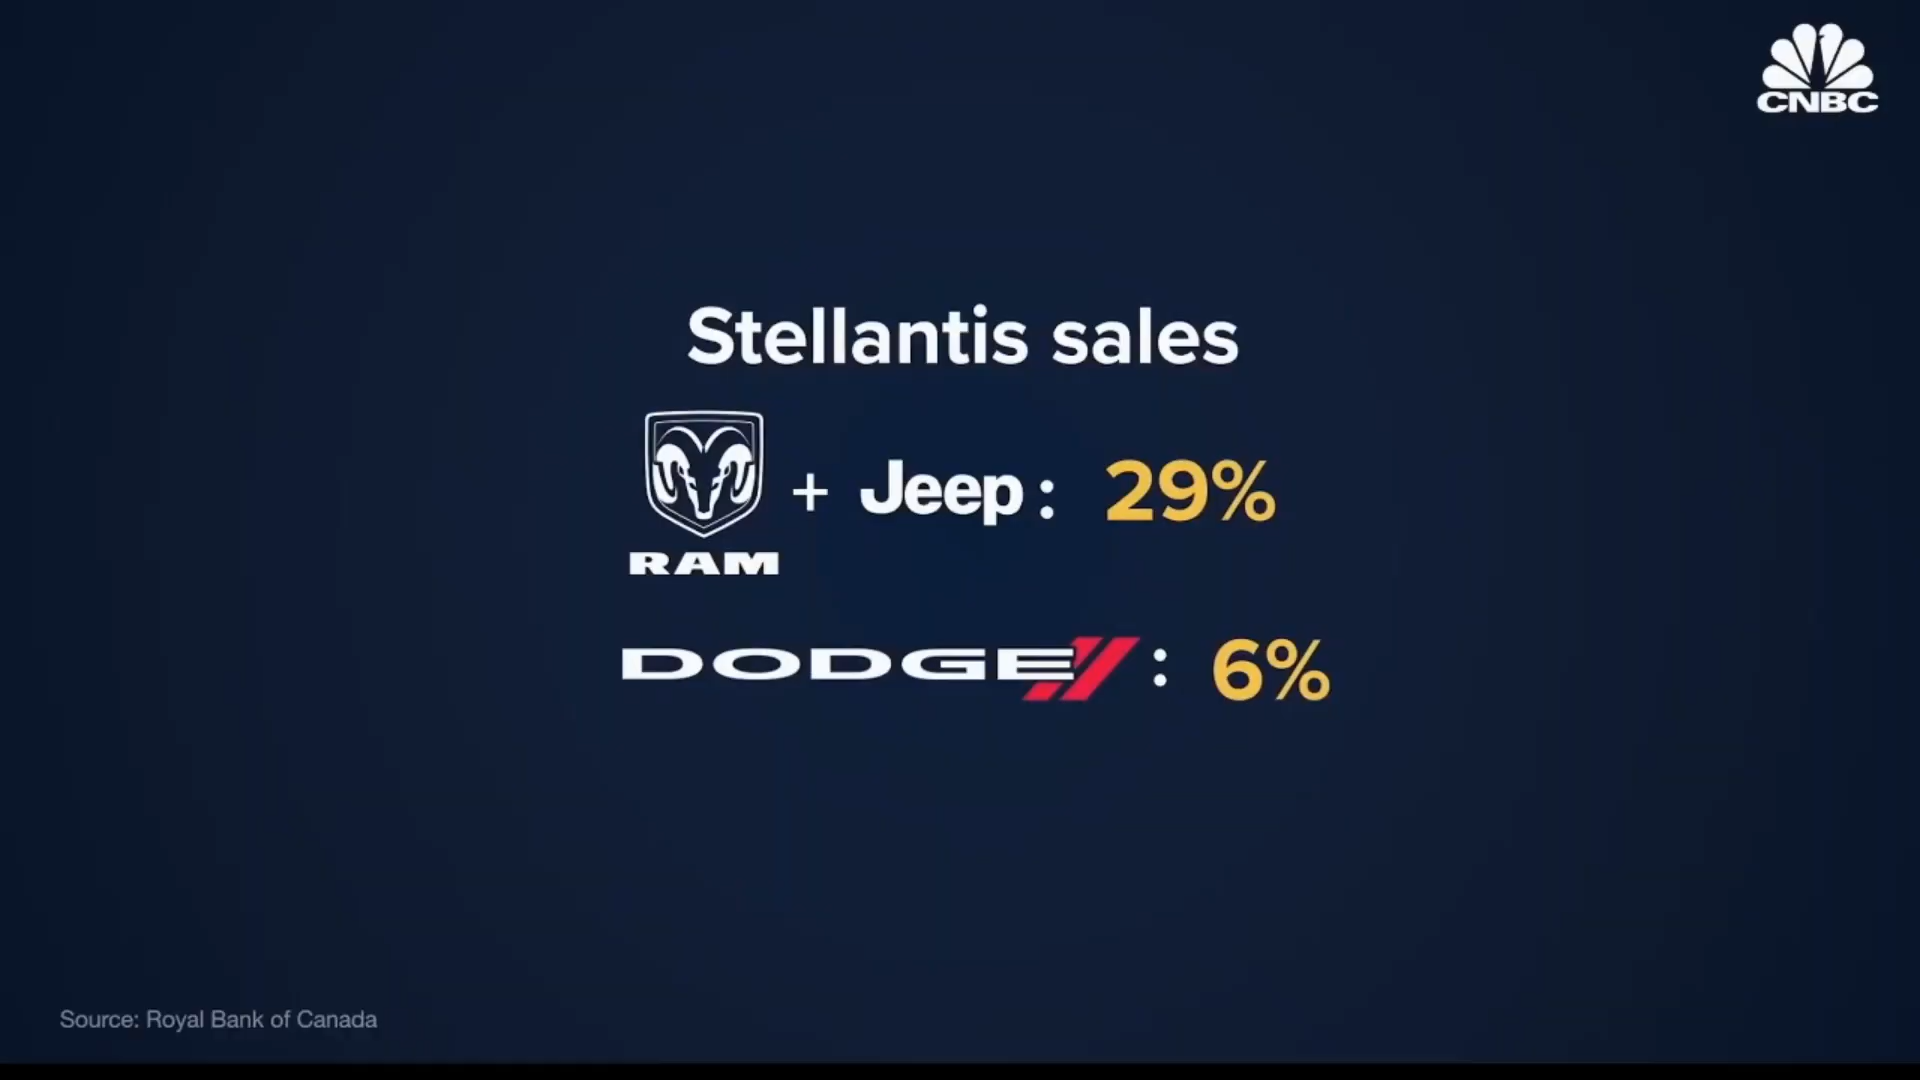 CNBC
Stellantis sales
RAM + Jeep: 29%
DODGE: 6%
Source: Royal Bank of Canada